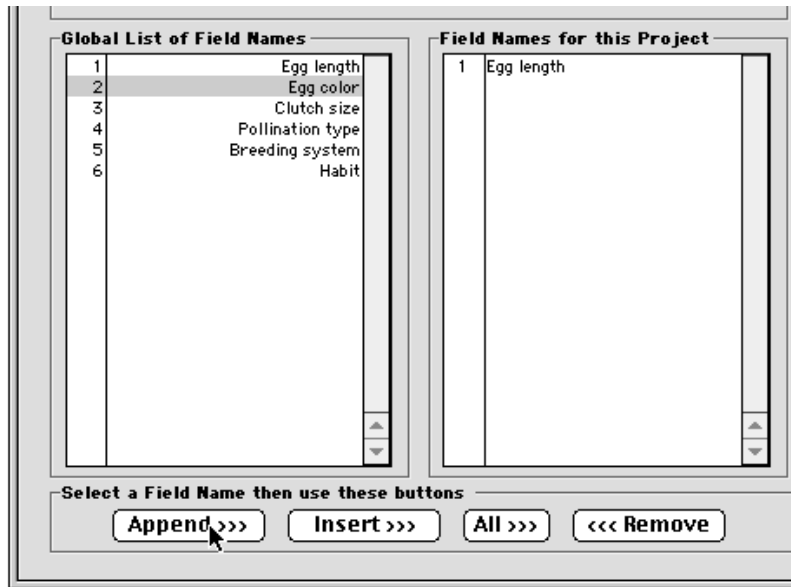 Global List of Field Names
1 Egg length
2 Egg color
3 Clutch size
4 Pollination type
5 Breeding system
6 Habit
Field Names for this Project
1 Egg length
Select a Field Name then use these buttons
Append >>> Insert >>> All >>> <<< Remove